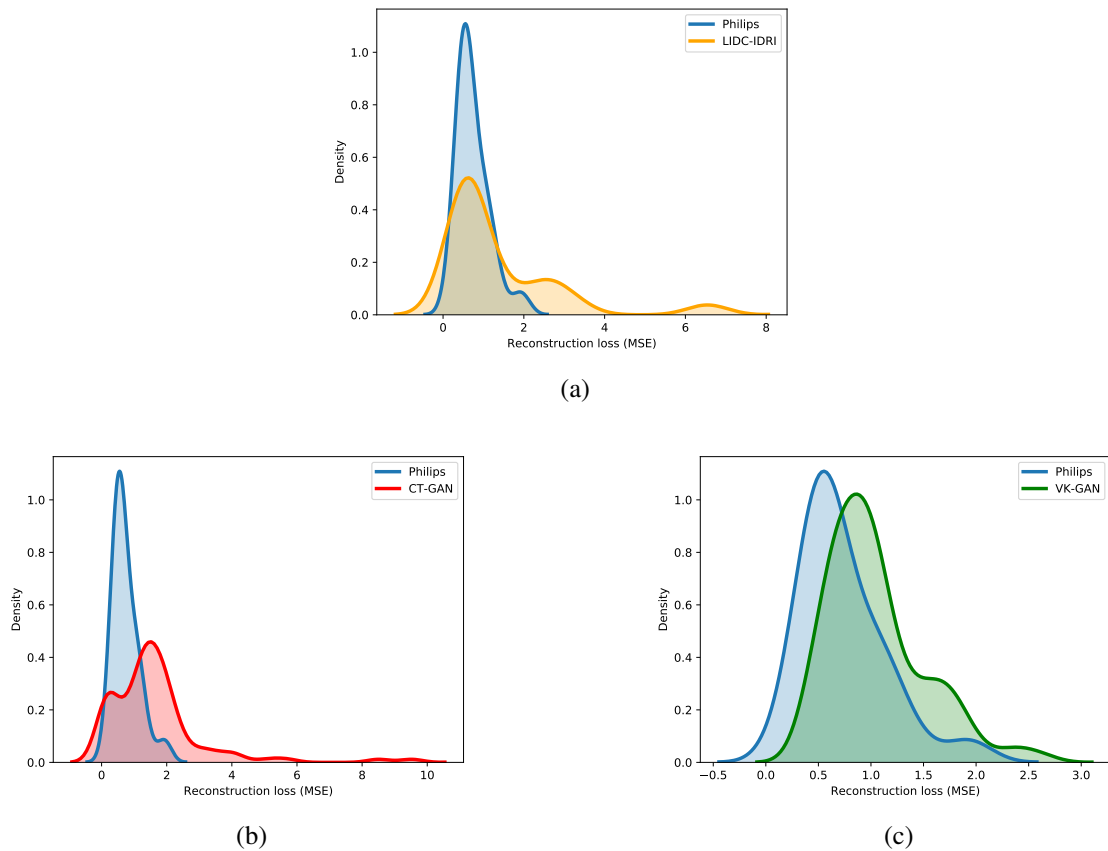 Philips
LIDC-IDRI
1.0
0.8
0.6
0.4
0.2
0.0
Density
0 2 4 6 8
Reconstruction loss (MSE)
(a)
Philips
CT-GAN
1.0
0.8
0.6
0.4
0.2
0.0
Density
0 2 4 6 8 10
Reconstruction loss (MSE)
(b)
Philips
VK-GAN
1.0
0.8
0.6
0.4
0.2
0.0
Density
−0.5 0.0 0.5 1.0 1.5 2.0 2.5 3.0
Reconstruction loss (MSE)
(c)